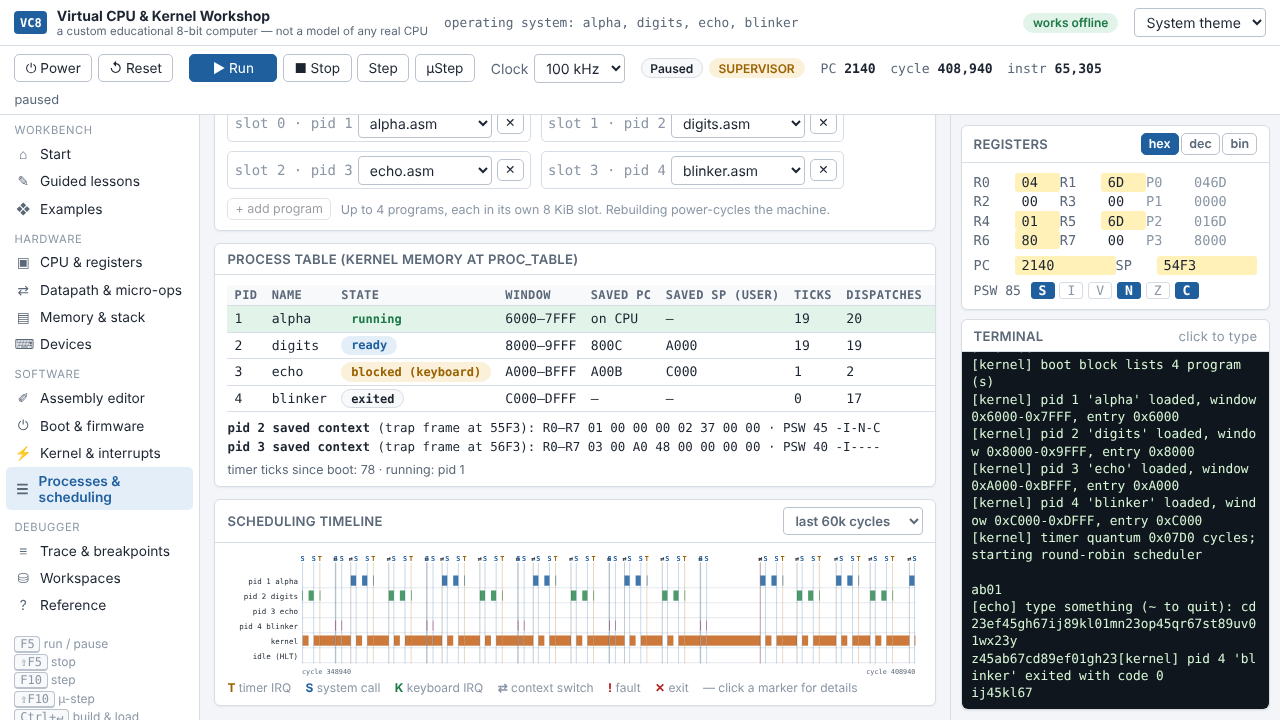 VC8 Virtual CPU & Kernel Workshop
a custom educational 8-bit computer — not a model of any real CPU
operating system: alpha, digits, echo, blinker
works offline
System theme
⏻ Power
↺ Reset
▶ Run
■ Stop
Step
µStep
Clock 100 kHz
Paused
SUPERVISOR
PC 2140 cycle 408,940 instr 65,305
paused
WORKBENCH
Start
Guided lessons
Examples
HARDWARE
CPU & registers
Datapath & micro-ops
Memory & stack
Devices
SOFTWARE
Assembly editor
Boot & firmware
Kernel & interrupts
Processes &
scheduling
DEBUGGER
Trace & breakpoints
Workspaces
? Reference
F5 run / pause
⇧F5 stop
F10 step
⇧F10 µ-step
Ctrl+↵ build & load
slot 0 · pid 1 alpha.asm ✕
slot 1 · pid 2 digits.asm ✕
slot 2 · pid 3 echo.asm ✕
slot 3 · pid 4 blinker.asm ✕
+ add program Up to 4 programs, each in its own 8 KiB slot. Rebuilding power-cycles the machine.
PROCESS TABLE (KERNEL MEMORY AT PROC_TABLE)
PID NAME STATE WINDOW SAVED PC SAVED SP (USER) TICKS DISPATCHES
1 alpha running 6000–7FFF on CPU — 19 20
2 digits ready 8000–9FFF 800C A000 19 19
3 echo blocked (keyboard) A000–BFFF A00B C000 1 2
4 blinker exited C000–DFFF — — 0 17
pid 2 saved context (trap frame at 55F3): R0–R7 01 00 00 00 02 37 00 00 · PSW 45 -I-N-C
pid 3 saved context (trap frame at 56F3): R0–R7 03 00 A0 48 00 00 00 00 · PSW 40 -I----
timer ticks since boot: 78 · running: pid 1
SCHEDULING TIMELINE
last 60k cycles
pid 1 alpha
pid 2 digits
pid 3 echo
pid 4 blinker
kernel
idle (HLT)
cycle 348940
cycle 408940
T timer IRQ S system call K keyboard IRQ ⇄ context switch ! fault ✕ exit — click a marker for details
REGISTERS
hex dec bin
R0 04 R1 6D P0 046D
R2 00 R3 00 P1 0000
R4 01 R5 6D P2 016D
R6 80 R7 00 P3 8000
PC 2140 SP 54F3
PSW 85 S I V N Z C
TERMINAL
click to type
[kernel] boot block lists 4 program
(s)
[kernel] pid 1 'alpha' loaded, window
0x6000-0x7FFF, entry 0x6000
[kernel] pid 2 'digits' loaded, windo
w 0x8000-0x9FFF, entry 0x8000
[kernel] pid 3 'echo' loaded, window
0xA000-0xBFFF, entry 0xA000
[kernel] pid 4 'blinker' loaded, wind
ow 0xC000-0xDFFF, entry 0xC000
[kernel] timer quantum 0x07D0 cycles;
starting round-robin scheduler
ab01
[echo] type something (~ to quit): cd
23ef45gh67ij89kl01mn23op45qr67st89uv0
1wx23y
z45ab67cd89ef01gh23[kernel] pid 4 'bl
inker' exited with code 0
ij45kl67